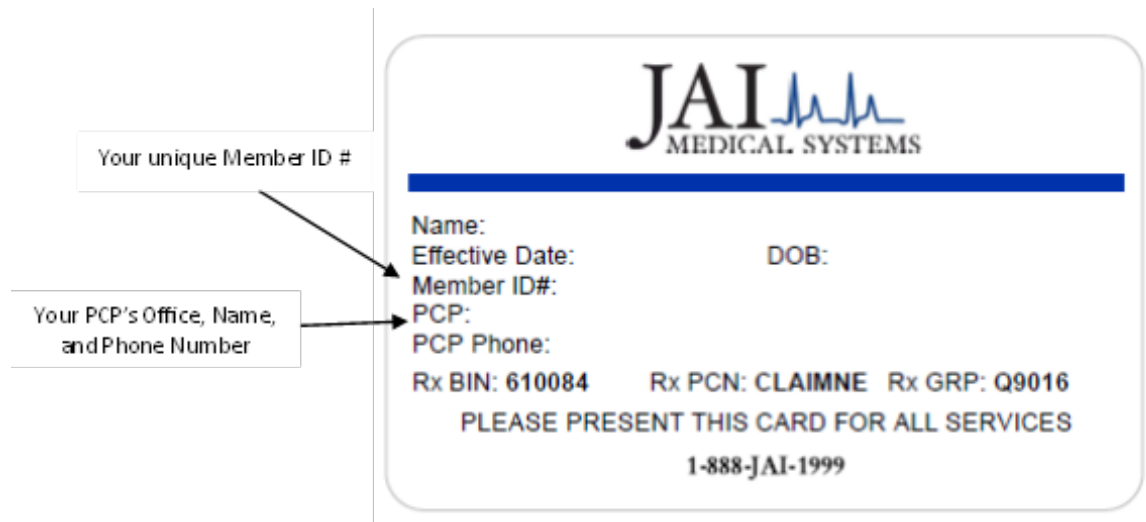 JAI
MEDICAL SYSTEMS
Your unique Member ID #
Name:
Effective Date: DOB:
Member ID#:
Your PCP's Office, Name,
and Phone Number
PCP:
PCP Phone:
Rx BIN: 610084 Rx PCN: CLAIMNE Rx GRP: Q9016
PLEASE PRESENT THIS CARD FOR ALL SERVICES
1-888-JAI-1999